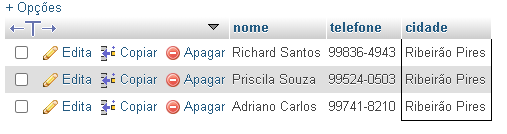 + Opções
nome telefone cidade
Edita Copiar Apagar Richard Santos 99836-4943 Ribeirão Pires
Edita Copiar Apagar Priscila Souza 99524-0503 Ribeirão Pires
Edita Copiar Apagar Adriano Carlos 99741-8210 Ribeirão Pires